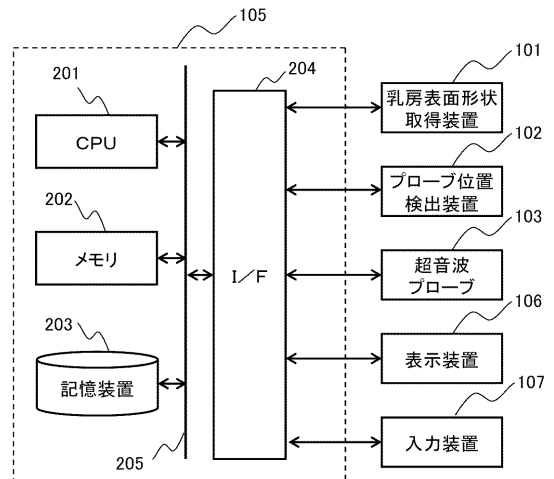 105
201
CPU
202
メモリ
203
記憶装置
205
204
I/F
101
乳房表面形状
取得装置
102
プローブ位置
検出装置
103
超音波
プローブ
106
表示装置
107
入力装置